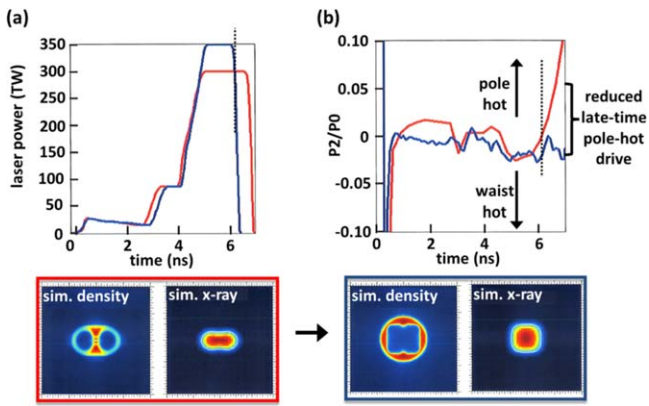 (a)
laser power (TW)
350
300
250
200
150
100
50
0
0
2
4
6
time (ns)
(b)
P2/P0
0.10
0.05
0
-0.05
-0.10
pole
hot
waist
hot
reduced
late-time
pole-hot
drive
0
2
4
6
time (ns)
sim. density
sim. x-ray
sim. density
sim. x-ray